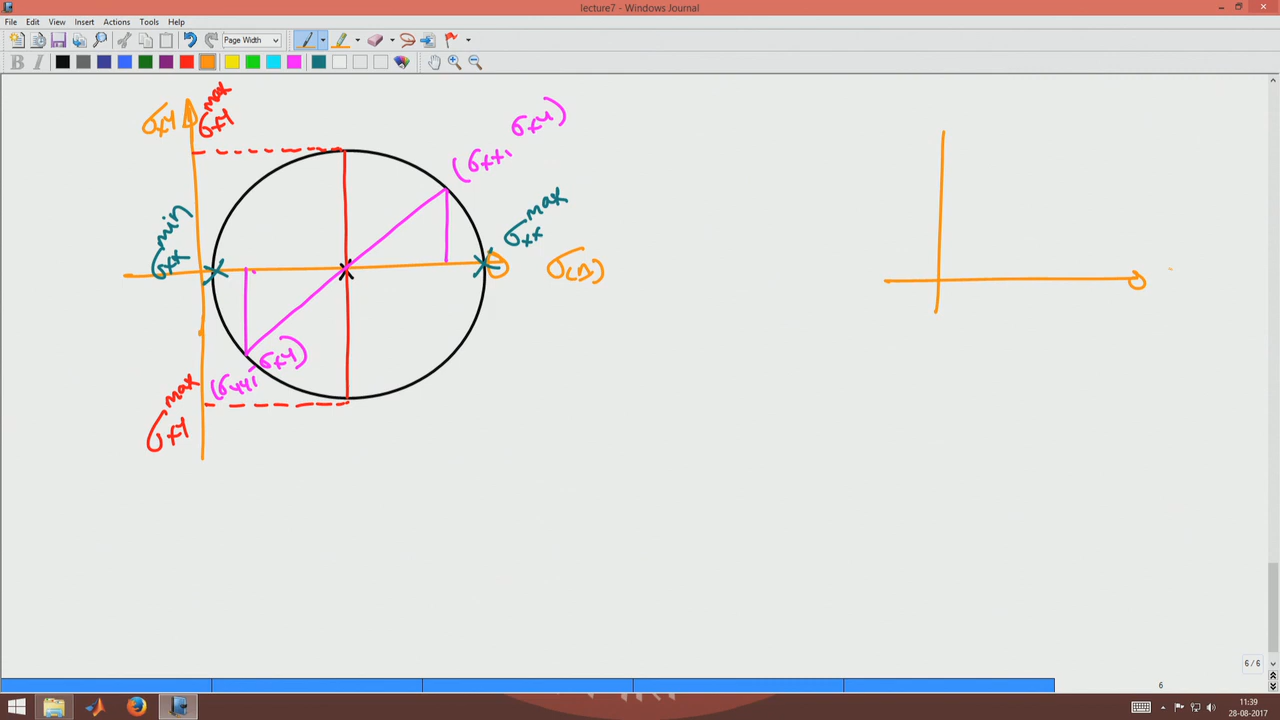 lecture7 - Windows Journal
File Edit View Insert Actions Tools Help
Page Width
B I
σxy
σxy max
(σxx, σxy)
σxx min
σxx max
σ(n)
(σyy, σxy)
σxy max
6 / 6
6
11:39
28-08-2017